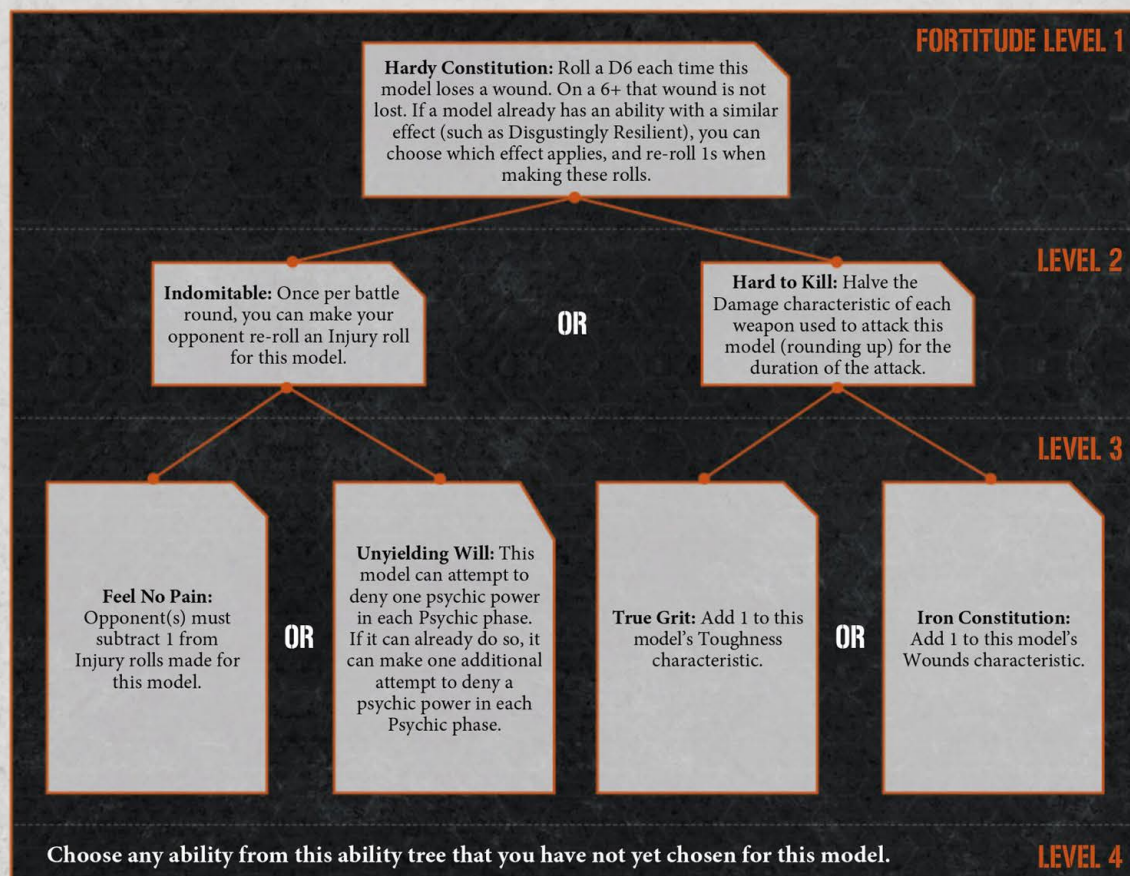 FORTITUDE LEVEL 1
Hardy Constitution: Roll a D6 each time this
model loses a wound. On a 6+ that wound is not
lost. If a model already has an ability with a similar
effect (such as Disgustingly Resilient), you can
choose which effect applies, and re-roll 1s when
making these rolls.
LEVEL 2
Indomitable: Once per battle
round, you can make your
opponent re-roll an Injury roll
for this model.
OR
Hard to Kill: Halve the
Damage characteristic of each
weapon used to attack this
model (rounding up) for the
duration of the attack.
LEVEL 3
Feel No Pain:
Opponent(s) must
subtract 1 from
Injury rolls made for
this model.
OR
Unyielding Will: This
model can attempt to
deny one psychic power
in each Psychic phase.
If it can already do so, it
can make one additional
attempt to deny a
psychic power in each
Psychic phase.
True Grit: Add 1 to this
model's Toughness
characteristic.
OR
Iron Constitution:
Add 1 to this model's
Wounds characteristic.
Choose any ability from this ability tree that you have not yet chosen for this model.
LEVEL 4